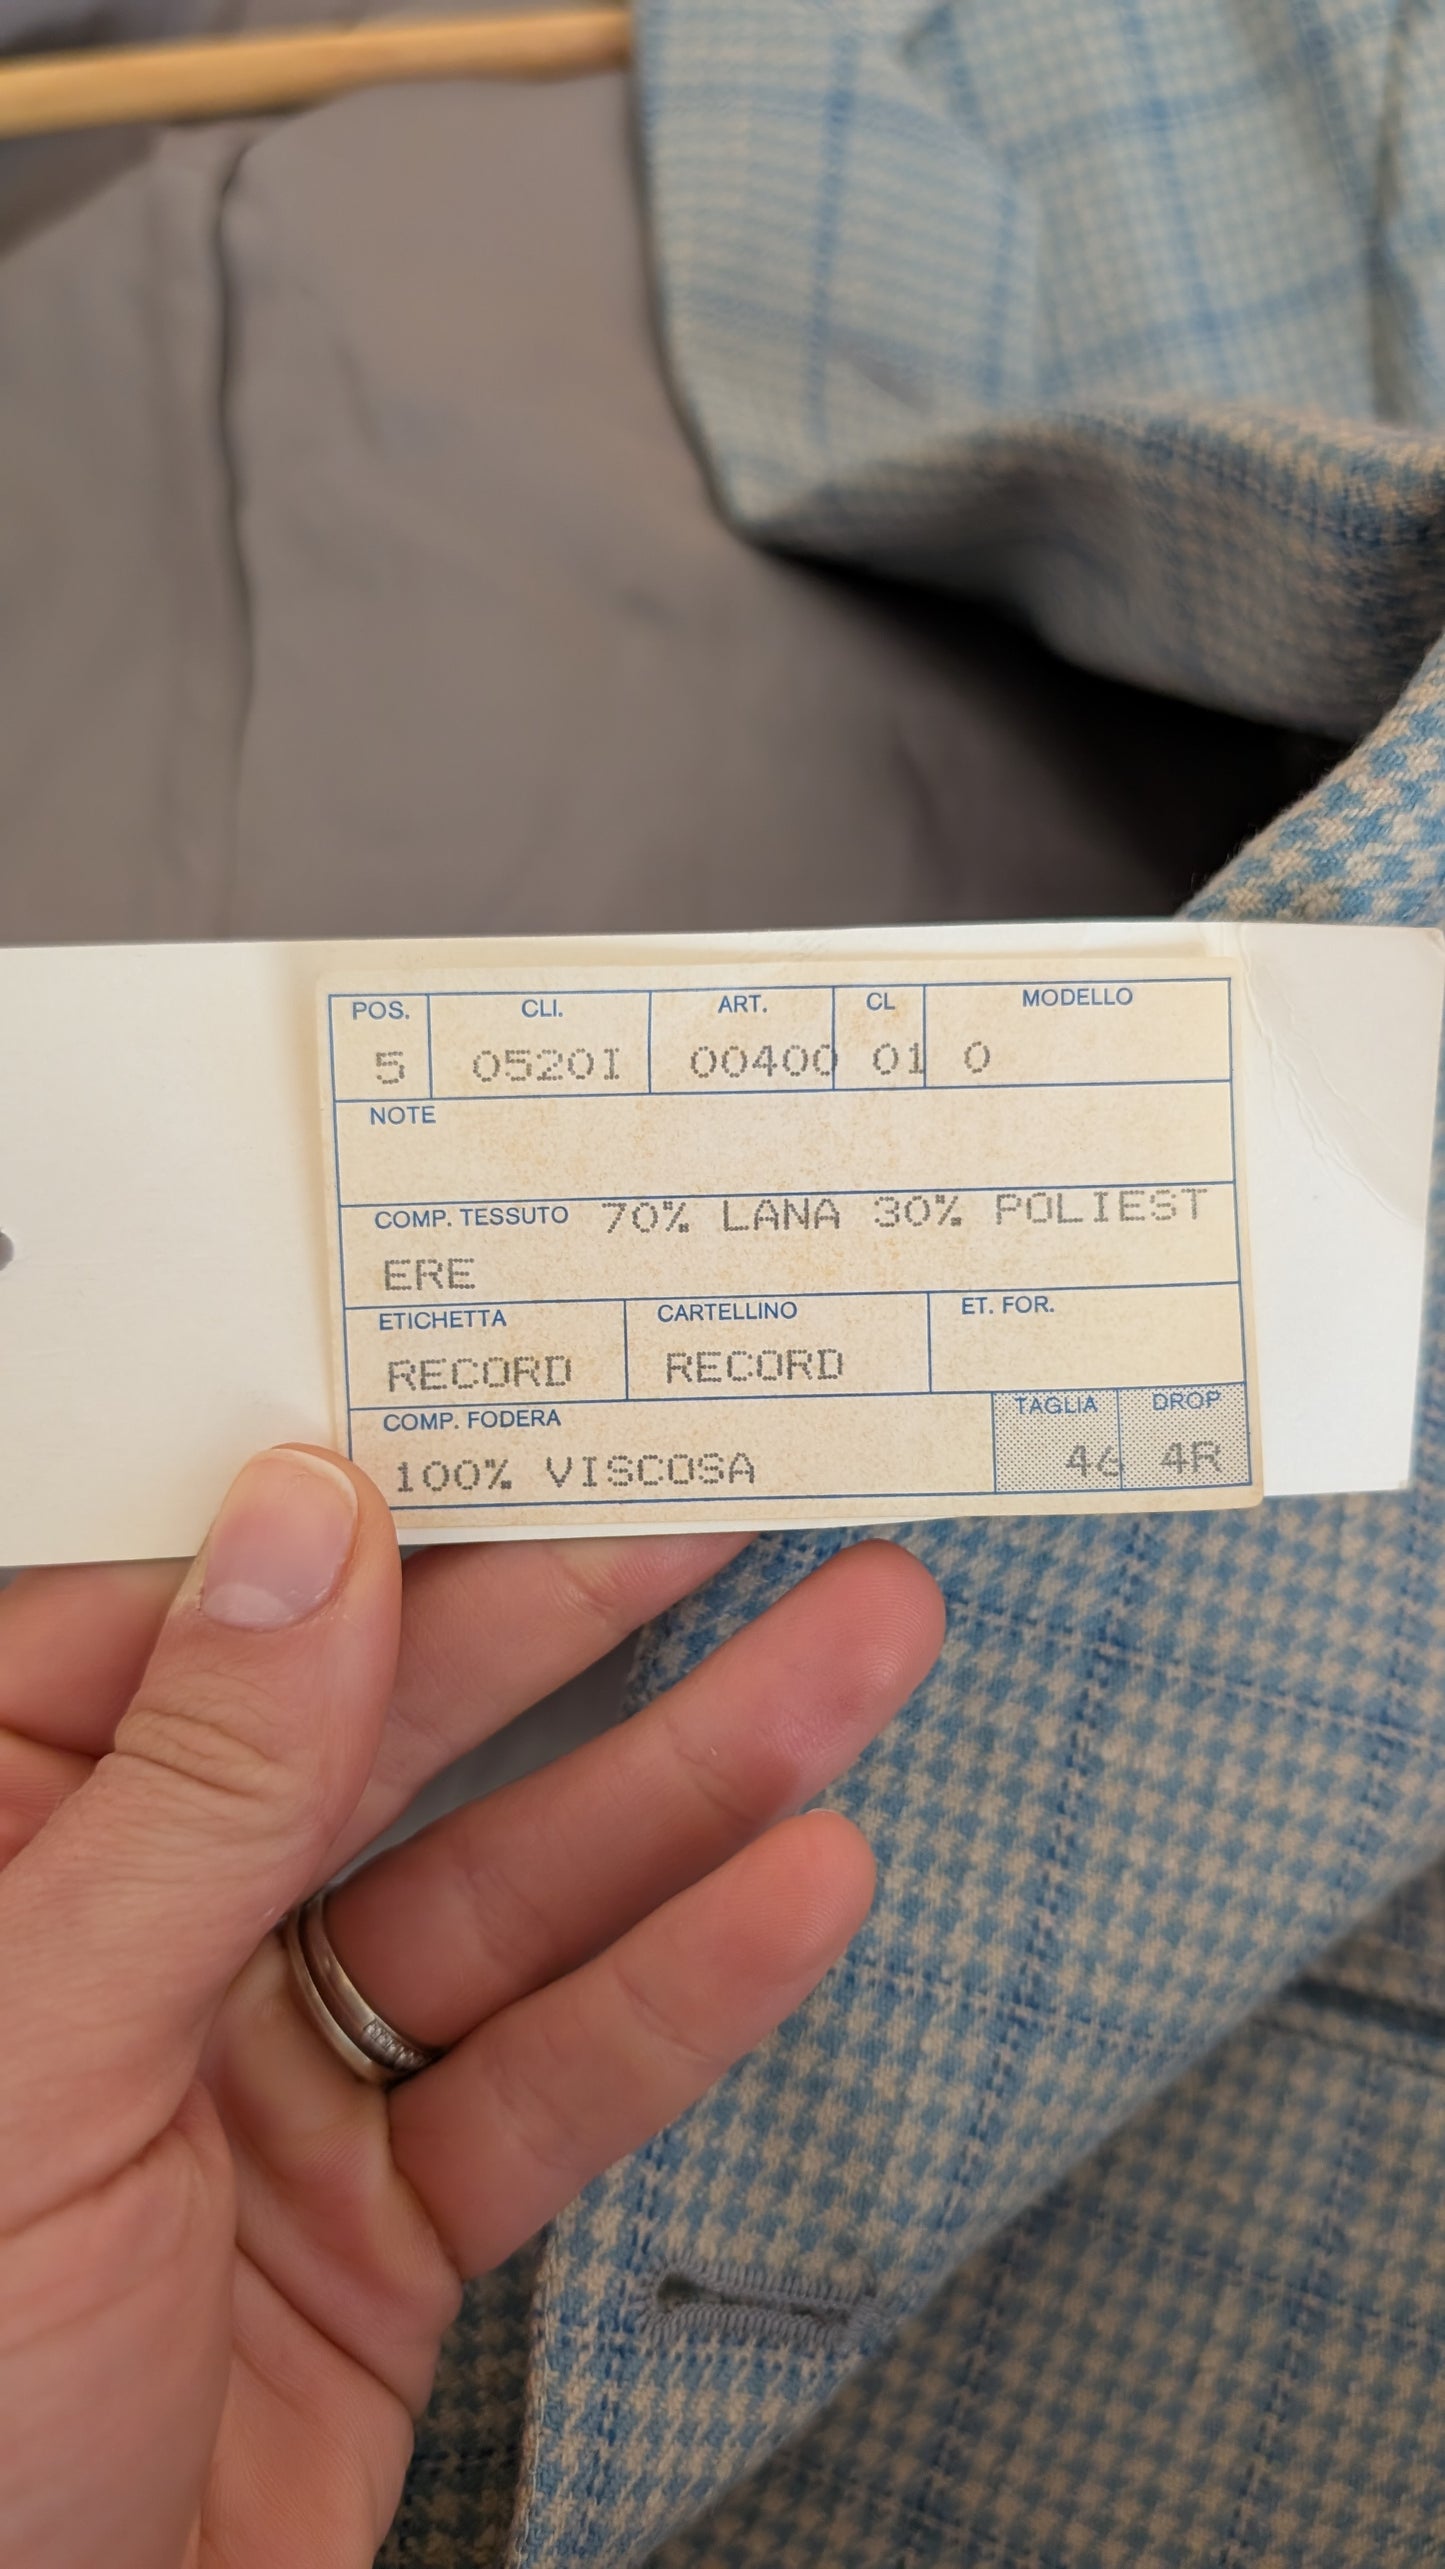 POS. CLI. ART. CL MODELLO
5 0520I 00400 01 0
NOTE
COMP. TESSUTO 70% LANA 30% POLIEST
ERE
ETICHETTA CARTELLINO ET. FOR.
RECORD RECORD
COMP. FODERA TAGLIA DROP
100% VISCOSA 46 4R